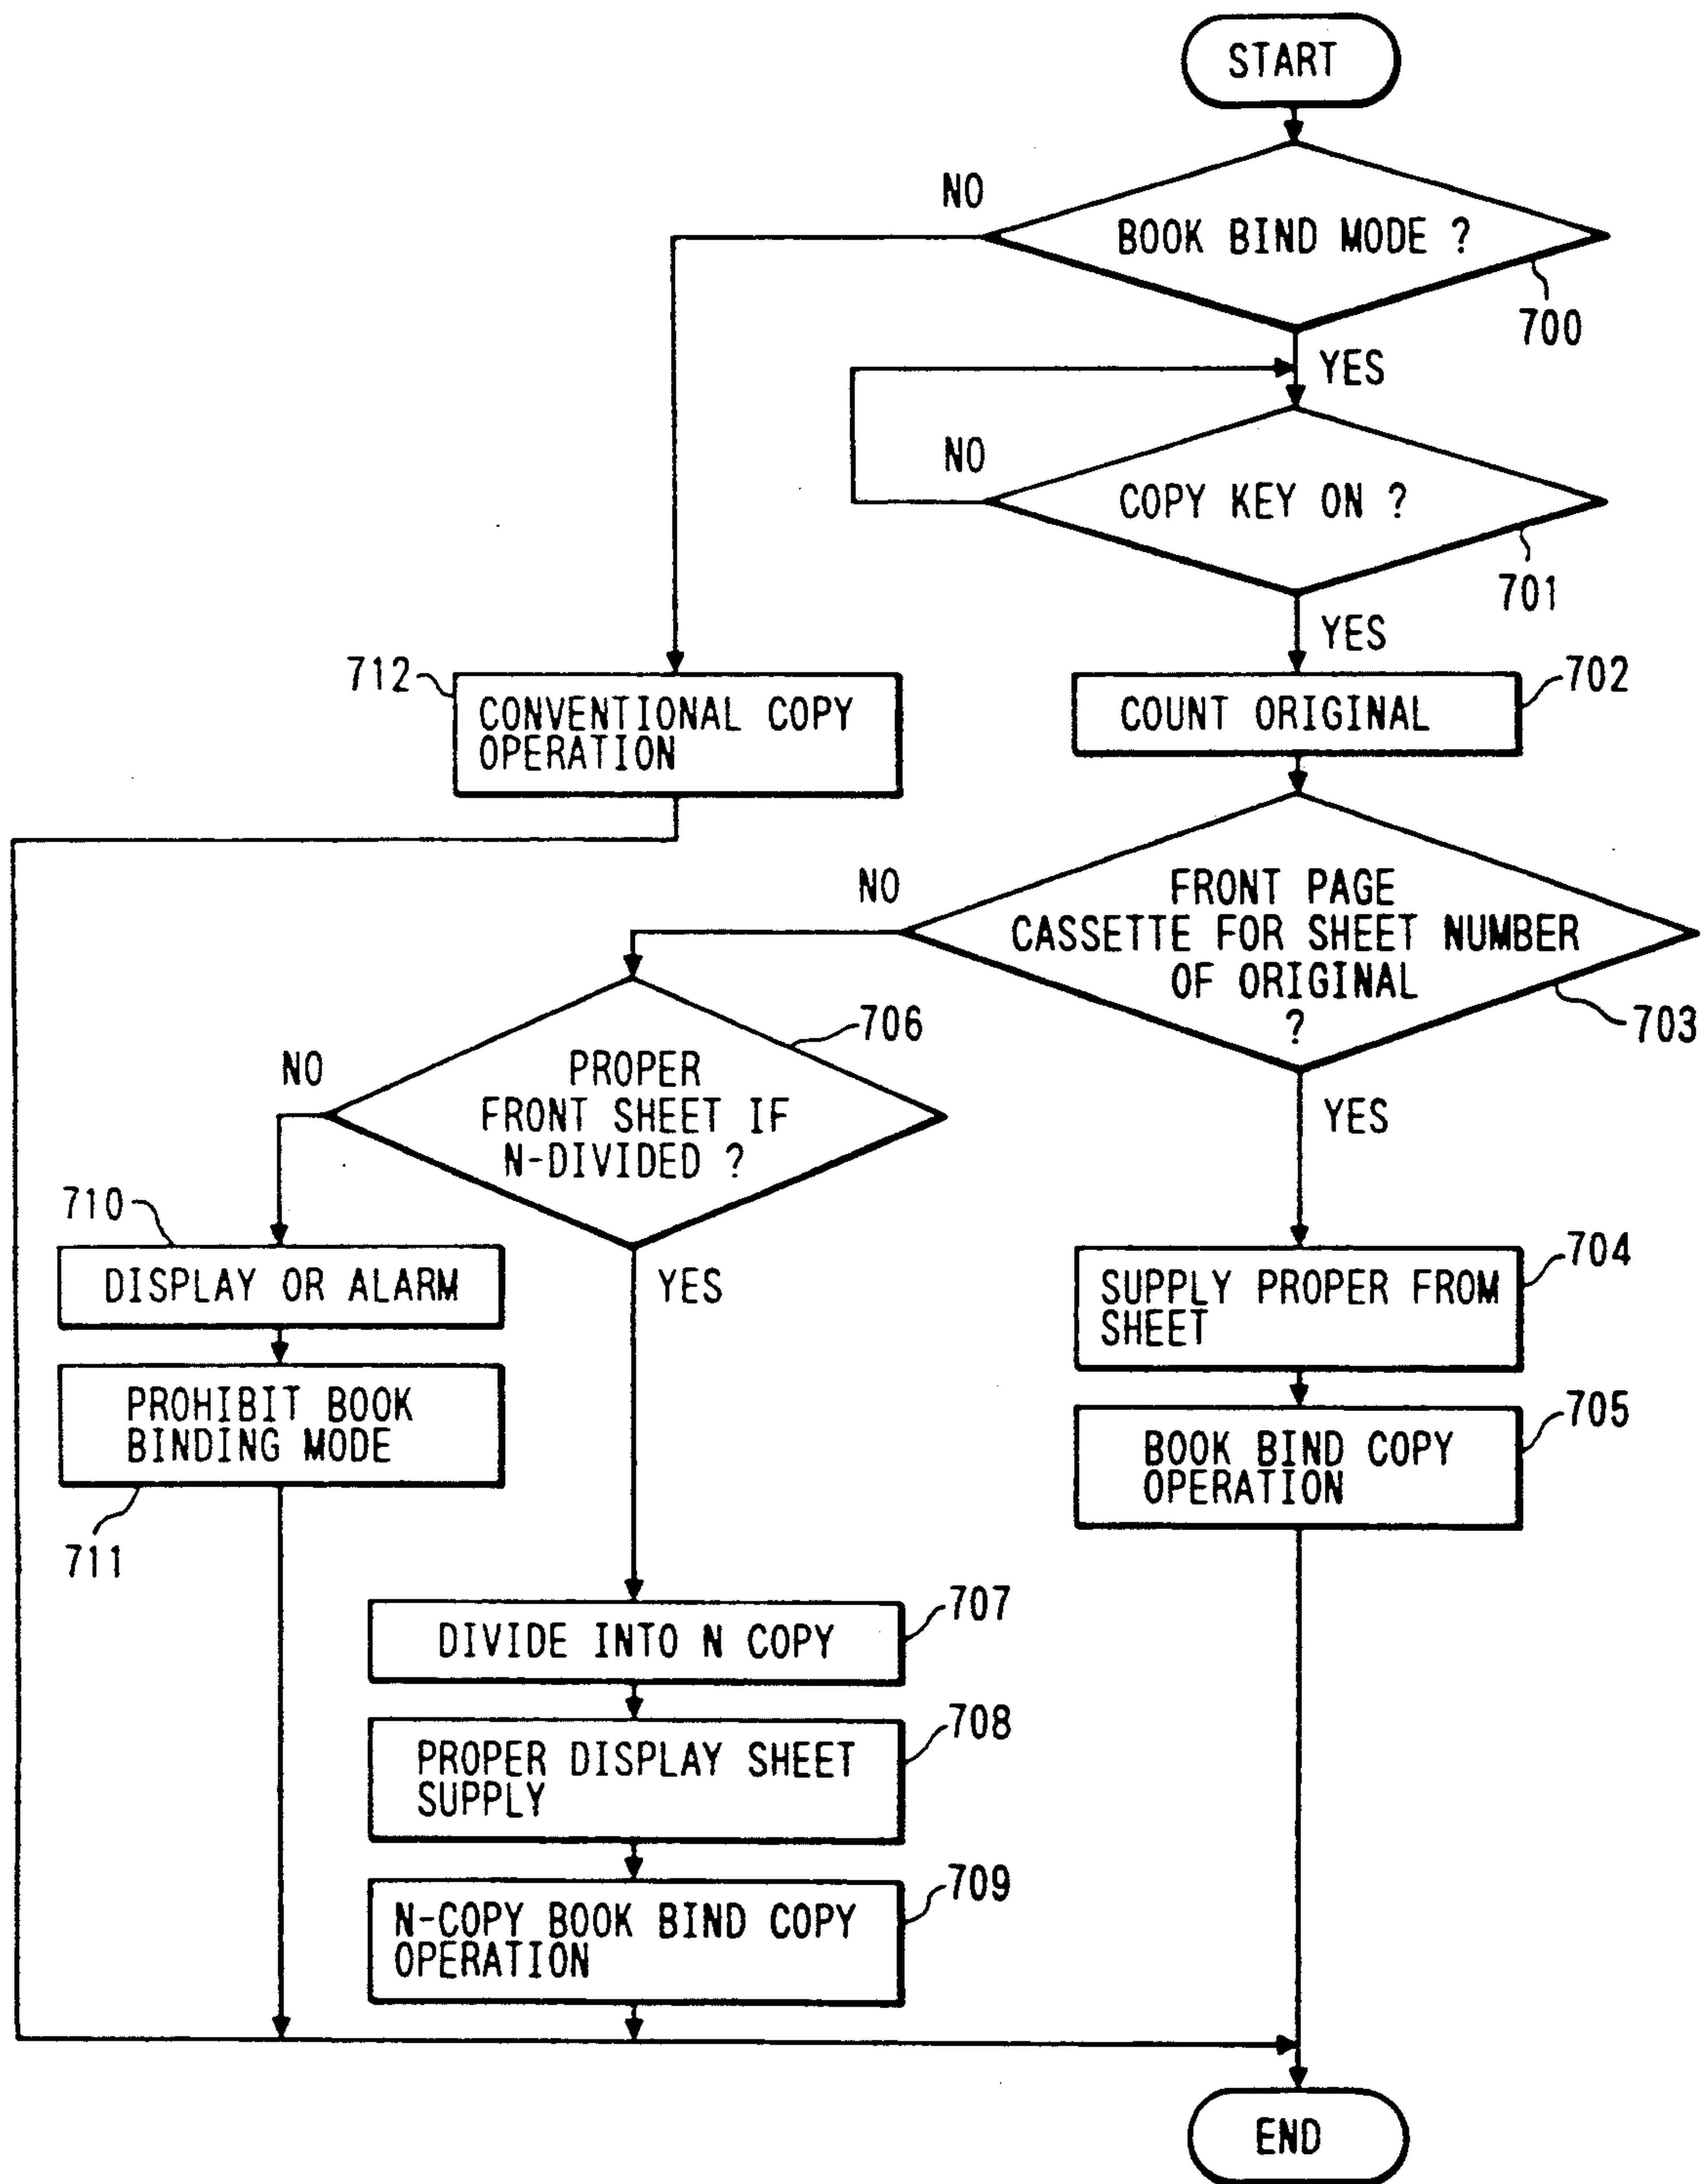 START
NO
BOOK BIND MODE ?
700
YES
NO
COPY KEY ON ?
701
YES
712
CONVENTIONAL COPY
OPERATION
702
COUNT ORIGINAL
NO
FRONT PAGE
CASSETTE FOR SHEET NUMBER
OF ORIGINAL
?
703
706
NO
PROPER
FRONT SHEET IF
N-DIVIDED ?
YES
710
DISPLAY OR ALARM
YES
704
SUPPLY PROPER FROM
SHEET
PROHIBIT BOOK
BINDING MODE
711
705
BOOK BIND COPY
OPERATION
707
DIVIDE INTO N COPY
708
PROPER DISPLAY SHEET
SUPPLY
709
N-COPY BOOK BIND COPY
OPERATION
END